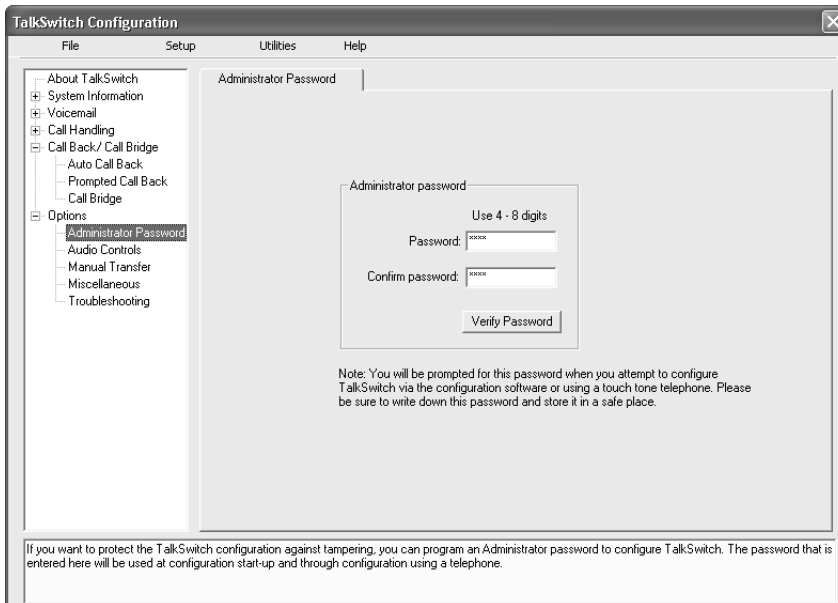 TalkSwitch Configuration
File Setup Utilities Help
About TalkSwitch
System Information
Voicemail
Call Handling
Call Back/ Call Bridge
Auto Call Back
Prompted Call Back
Call Bridge
Options
Administrator Password
Audio Controls
Manual Transfer
Miscellaneous
Troubleshooting
Administrator Password
Administrator password
Use 4 - 8 digits
Password: ****
Confirm password: ****
Verify Password
Note: You will be prompted for this password when you attempt to configure
TalkSwitch via the configuration software or using a touch tone telephone. Please
be sure to write down this password and store it in a safe place.
If you want to protect the TalkSwitch configuration against tampering, you can program an Administrator password to configure TalkSwitch. The password that is
entered here will be used at configuration start-up and through configuration using a telephone.